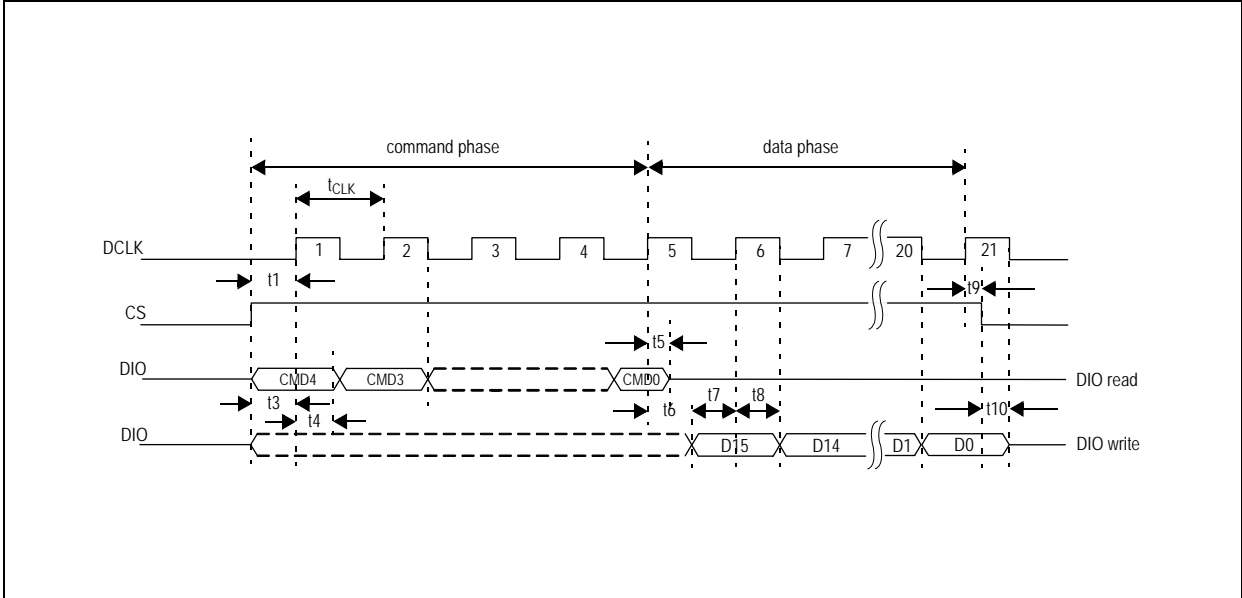 command phase data phase
tCLK
DCLK 1 2 3 4 5 6 7 20 21
t1 t9
CS
t5
DIO CMD4 CMD3 CMD0 DIO read
t3 t4 t6 t7 t8 t10
DIO D15 D14 D1 D0 DIO write